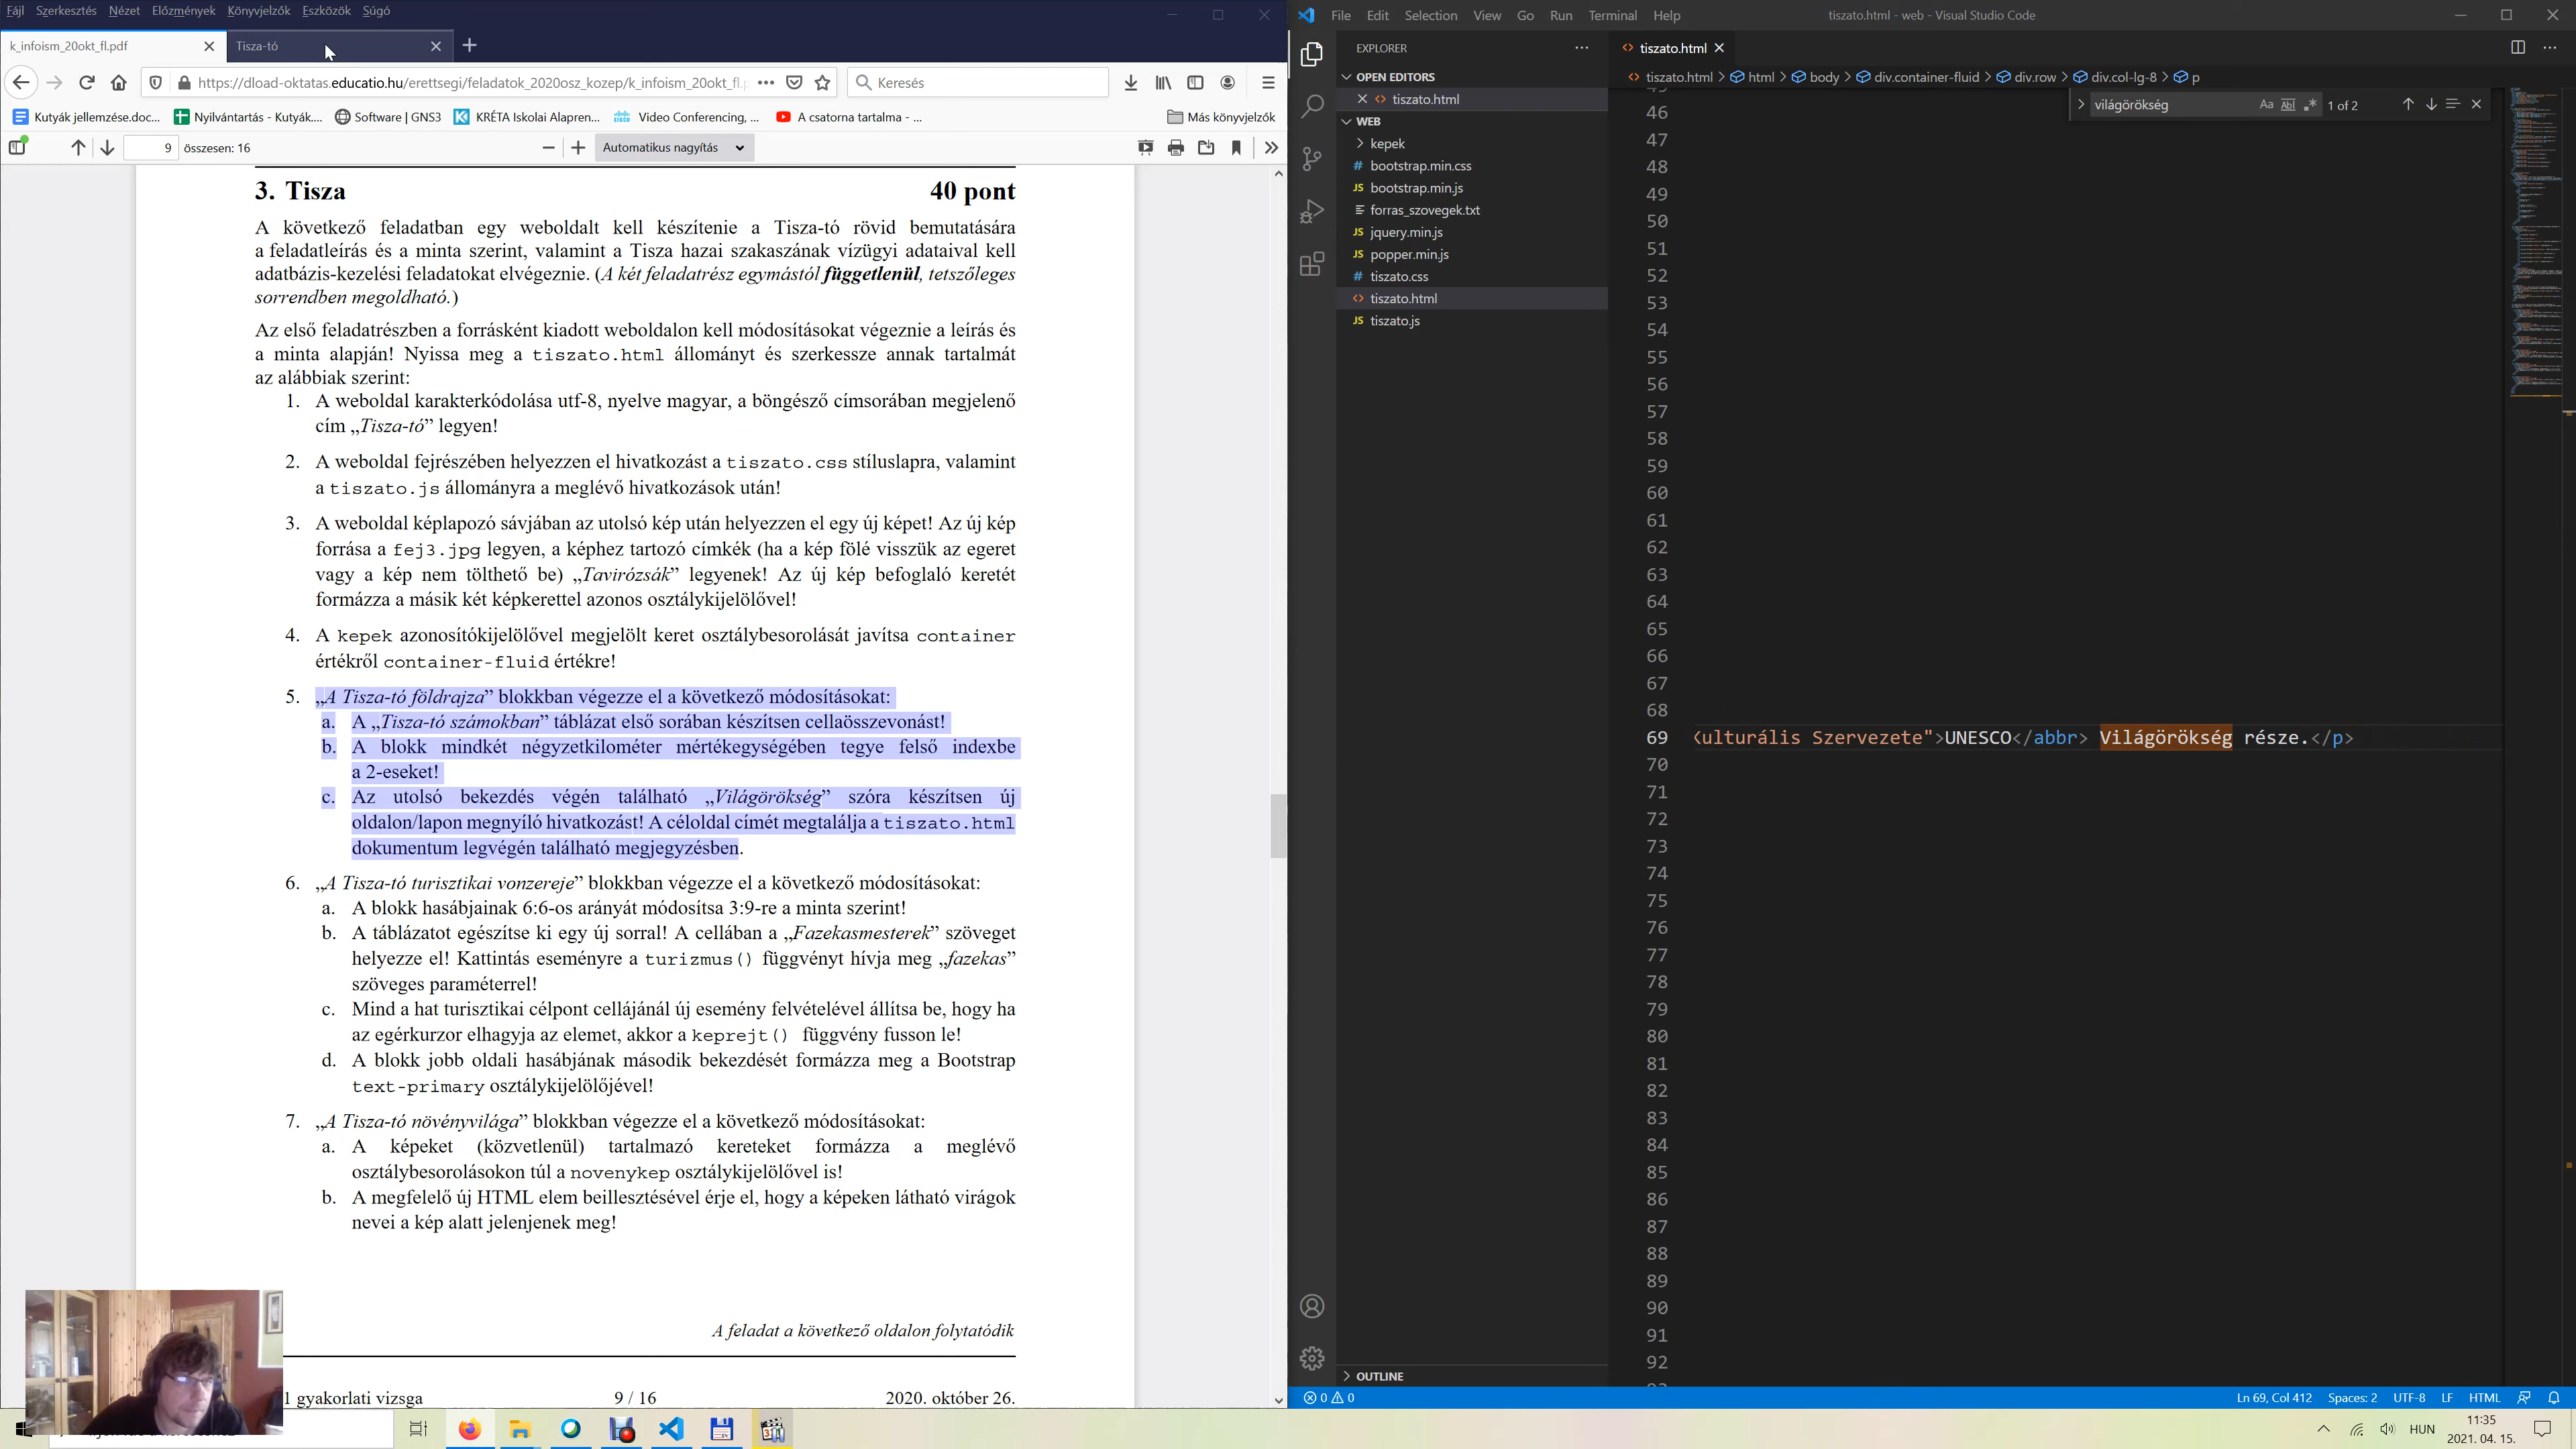 Fájl Szerkesztés Nézet Előzmények Könyvjelzők Eszközök Súgó
k_infoism_20okt_fl.pdf
Tisza-tó
https://dload-oktatas.educatio.hu/erettsegi/feladatok_2020osz_kozep/k_infoism_20okt_fl.p
Keresés
Kutyák jellemzése.doc...
Nyilvántartás - Kutyák....
Software | GNS3
KRÉTA Iskolai Alapren...
Video Conferencing, ...
A csatorna tartalma - ...
Más könyvjelzők
9 összesen: 16
Automatikus nagyítás
3. Tisza 40 pont
A következő feladatban egy weboldalt kell készítenie a Tisza-tó rövid bemutatására
a feladatleírás és a minta szerint, valamint a Tisza hazai szakaszának vízügyi adataival kell
adatbázis-kezelési feladatokat elvégeznie. (A két feladatrész egymástól függetlenül, tetszőleges
sorrendben megoldható.)
Az első feladatrészben a forrásként kiadott weboldalon kell módosításokat végeznie a leírás és
a minta alapján! Nyissa meg a tiszato.html állományt és szerkessze annak tartalmát
az alábbiak szerint:
1. A weboldal karakterkódolása utf-8, nyelve magyar, a böngésző címsorában megjelenő
cím „Tisza-tó” legyen!
2. A weboldal fejrészében helyezzen el hivatkozást a tiszato.css stíluslapra, valamint
a tiszato.js állományra a meglévő hivatkozások után!
3. A weboldal képlapozó sávjában az utolsó kép után helyezzen el egy új képet! Az új kép
forrása a fej3.jpg legyen, a képhez tartozó címkék (ha a kép fölé visszük az egeret
vagy a kép nem tölthető be) „Tavirózsák” legyenek! Az új kép befoglaló keretét
formázza a másik két képkerettel azonos osztálykijelölővel!
4. A kepek azonosítókijelölővel megjelölt keret osztálybesorolását javítsa container
értékről container-fluid értékre!
5. „A Tisza-tó földrajza” blokkban végezze el a következő módosításokat:
a. A „Tisza-tó számokban” táblázat első sorában készítsen cellaösszevonást!
b. A blokk mindkét négyzetkilométer mértékegységében tegye felső indexbe
a 2-eseket!
c. Az utolsó bekezdés végén található „Világörökség” szóra készítsen új
oldalon/lapon megnyíló hivatkozást! A céloldal címét megtalálja a tiszato.html
dokumentum legvégén található megjegyzésben.
6. „A Tisza-tó turisztikai vonzereje” blokkban végezze el a következő módosításokat:
a. A blokk hasábjainak 6:6-os arányát módosítsa 3:9-re a minta szerint!
b. A táblázatot egészítse ki egy új sorral! A cellában a „Fazekasmesterek” szöveget
helyezze el! Kattintás eseményre a turizmus() függvényt hívja meg „fazekas”
szöveges paraméterrel!
c. Mind a hat turisztikai célpont cellájánál új esemény felvételével állítsa be, hogy ha
az egérkurzor elhagyja az elemet, akkor a keprejt() függvény fusson le!
d. A blokk jobb oldali hasábjának második bekezdését formázza meg a Bootstrap
text-primary osztálykijelölőjével!
7. „A Tisza-tó növényvilága” blokkban végezze el a következő módosításokat:
a. A képeket (közvetlenül) tartalmazó kereteket formázza a meglévő
osztálybesorolásokon túl a novenykep osztálykijelölővel is!
b. A megfelelő új HTML elem beillesztésével érje el, hogy a képeken látható virágok
nevei a kép alatt jelenjenek meg!
A feladat a következő oldalon folytatódik
1 gyakorlati vizsga 9 / 16 2020. október 26.
File Edit Selection View Go Run Terminal Help
tiszato.html - web - Visual Studio Code
EXPLORER
OPEN EDITORS
tiszato.html
WEB
kepek
bootstrap.min.css
bootstrap.min.js
forras_szovegek.txt
jquery.min.js
popper.min.js
tiszato.css
tiszato.html
tiszato.js
OUTLINE
tiszato.html
tiszato.html > html > body > div.container-fluid > div.row > div.col-lg-8 > p
világörökség Aa Abl .* 1 of 2
46
47
48
49
50
51
52
53
54
55
56
57
58
59
60
61
62
63
64
65
66
67
68
69 ulturális Szervezete">UNESCO</abbr> Világörökség része.</p>
70
71
72
73
74
75
76
77
78
79
80
81
82
83
84
85
86
87
88
89
90
91
92
0 0
Ln 69, Col 412 Spaces: 2 UTF-8 LF HTML
HUN
11:35
2021. 04. 15.